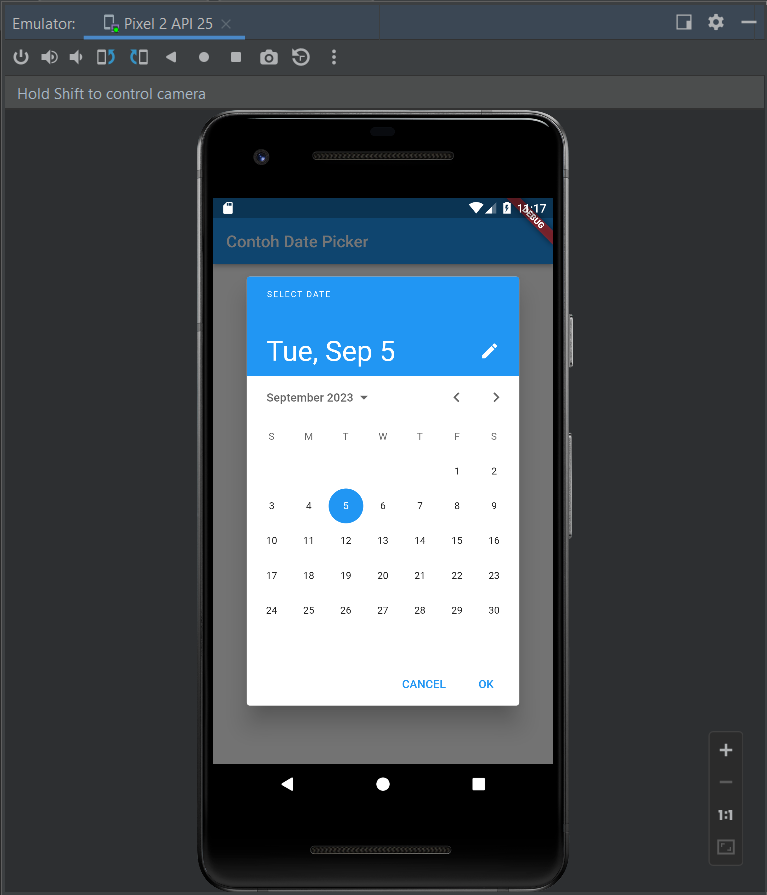 Emulator: Pixel 2 API 25
Hold Shift to control camera
11:17
DEBUG
Contoh Date Picker
SELECT DATE
Tue, Sep 5
September 2023
S M T W T F S
1 2
3 4 5 6 7 8 9
10 11 12 13 14 15 16
17 18 19 20 21 22 23
24 25 26 27 28 29 30
CANCEL OK
1:1